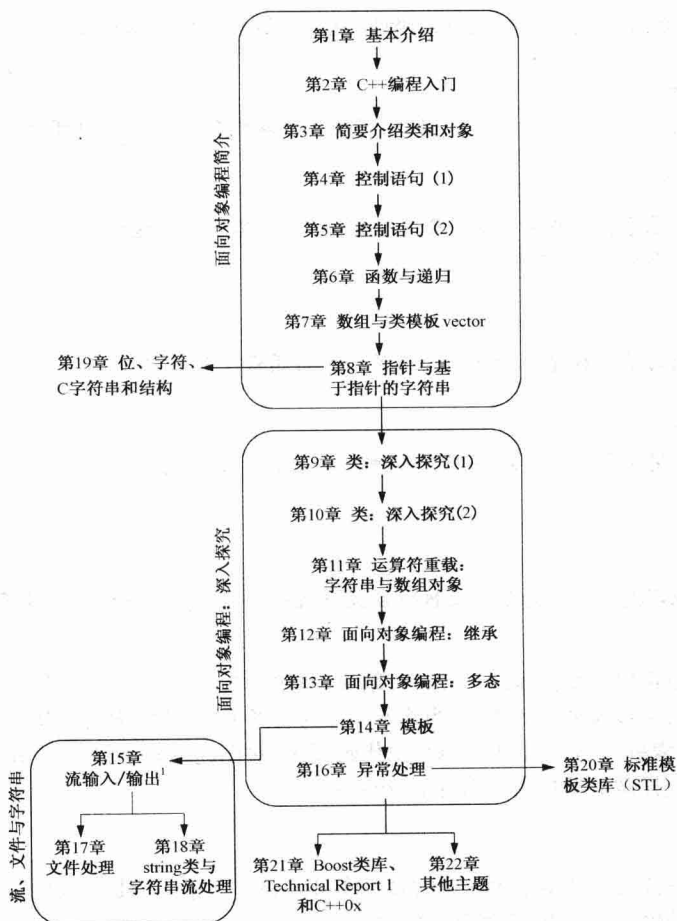 面向对象编程简介
第1章 基本介绍
第2章 C++编程入门
第3章 简要介绍类和对象
第4章 控制语句 (1)
第5章 控制语句 (2)
第6章 函数与递归
第7章 数组与类模板 vector
第8章 指针与基
于指针的字符串
第19章 位、字符、
C字符串和结构
面向对象编程：深入探究
第9章 类：深入探究(1)
第10章 类：深入探究(2)
第11章 运算符重载：
字符串与数组对象
第12章 面向对象编程：继承
第13章 面向对象编程：多态
第14章 模板
第16章 异常处理
第20章 标准模
板类库（STL）
流、文件与字符串
第15章
流输入/输出1
第17章
文件处理
第18章
string类与
字符串流处理
第21章 Boost类库、
Technical Report 1
和C++0x
第22章
其他主题